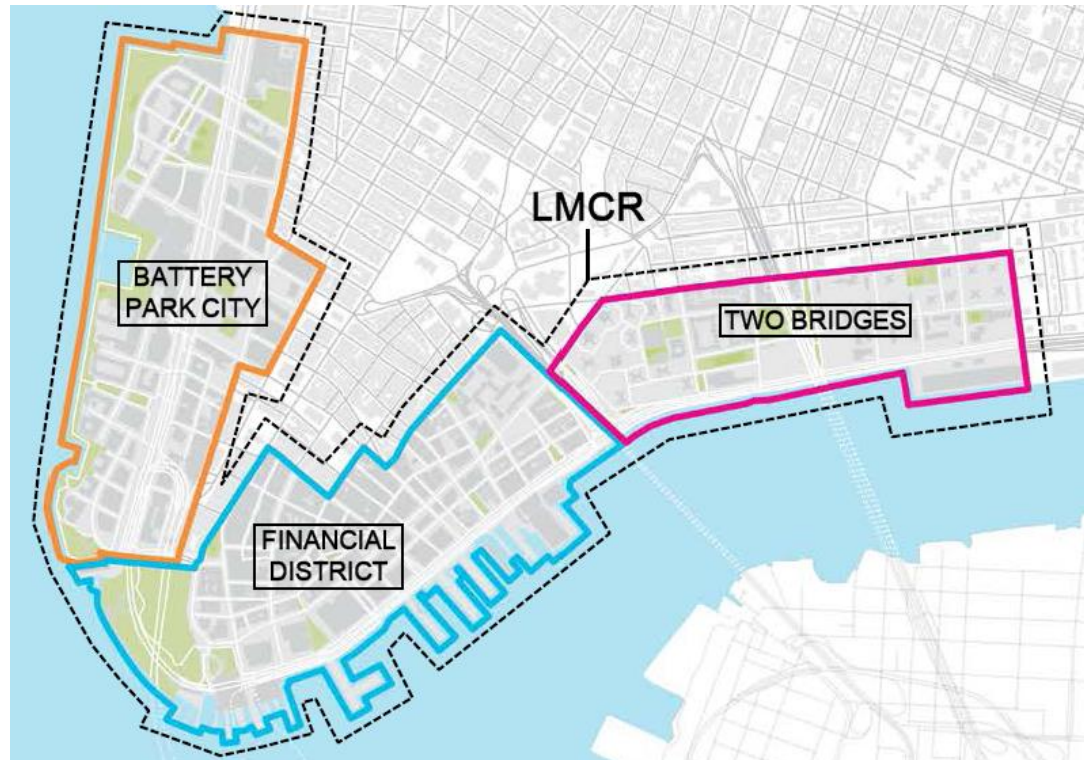 LMCR
BATTERY
PARK CITY
TWO BRIDGES
FINANCIAL
DISTRICT